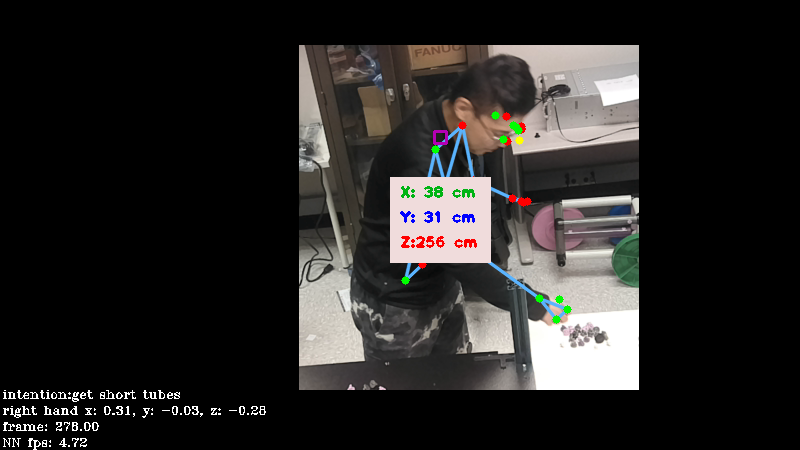 FANUC
X: 38 cm
Y: 31 cm
Z:256 cm
intention:get short tubes
right hand x: 0.31, y: -0.03, z: -0.28
frame: 278.00
NN fps: 4.72